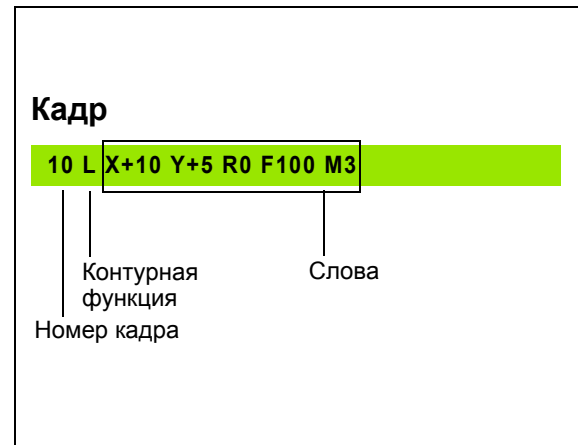 Кадр
10 L X+10 Y+5 R0 F100 M3
Контурная
функция
Слова
Номер кадра